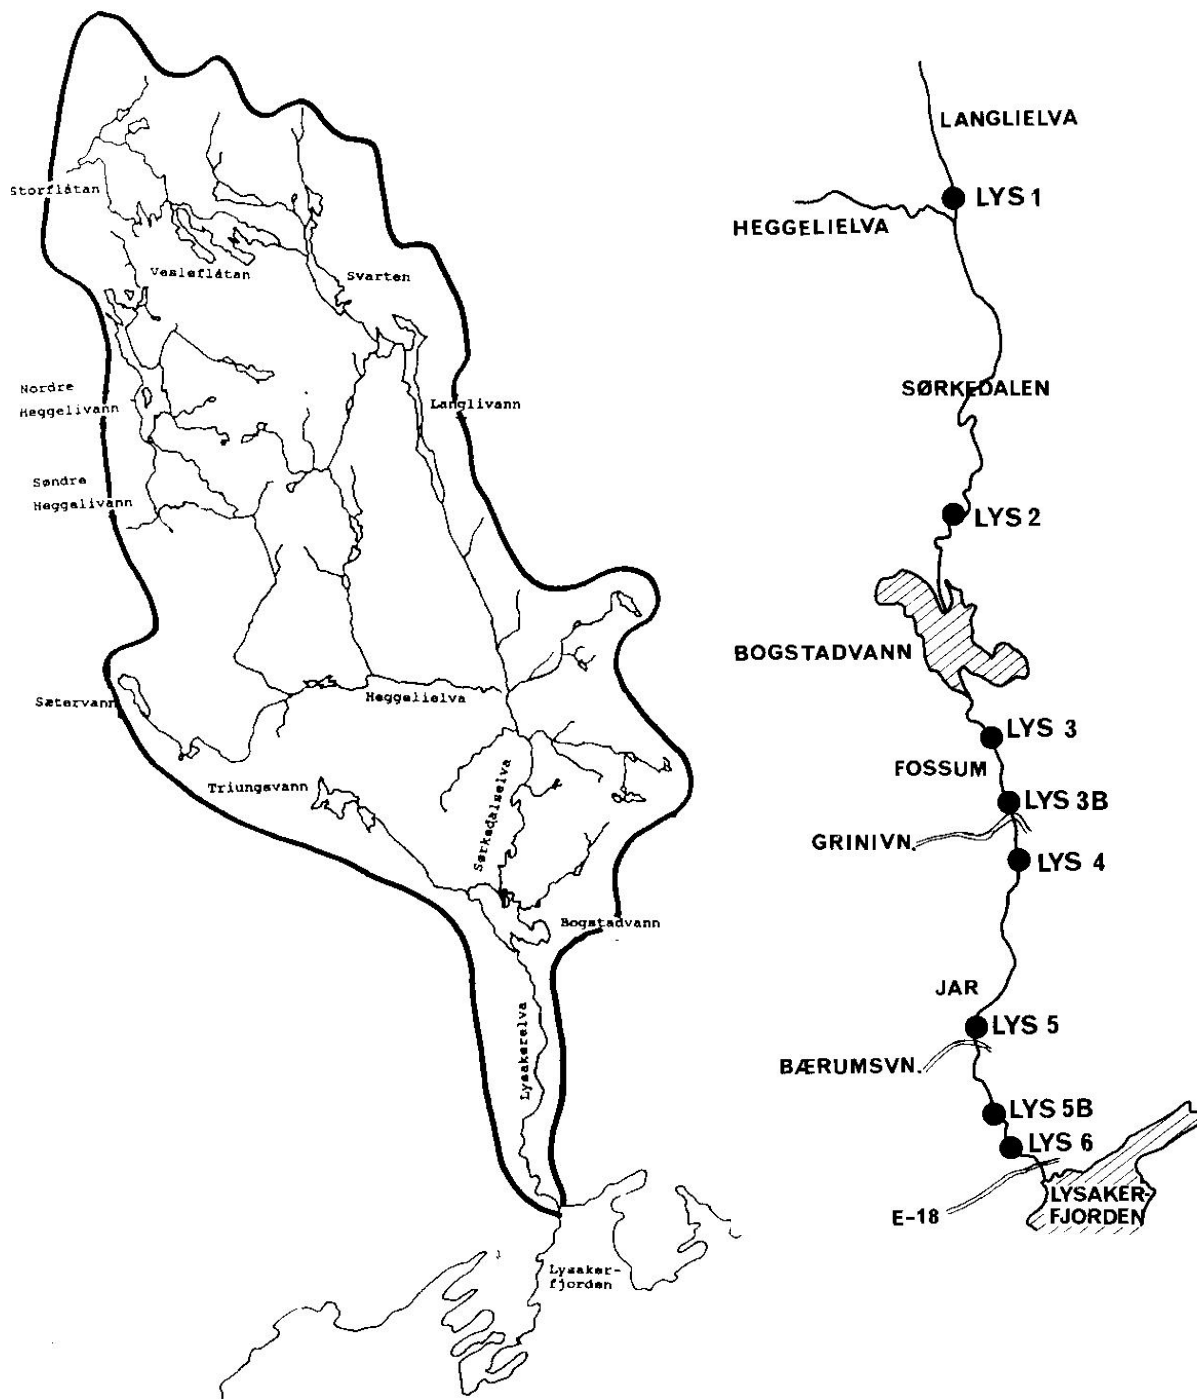 Storflåtan
Vesleflåtan
Svarten
Nordre
Heggelivann
Langlivann
Søndre
Heggelivann
Sætervann
Heggelielva
Triungsvann
Sørkedalselva
Bogstadvann
Lysakerelva
Lysaker-
fjorden
LANGLIELVA
LYS 1
HEGGELIELVA
SØRKEDALEN
LYS 2
BOGSTADVANN
LYS 3
FOSSUM
LYS 3B
GRINIVN.
LYS 4
JAR
LYS 5
BÆRUMSVN.
LYS 5B
LYS 6
E-18
LYSAKER-
FJORDEN